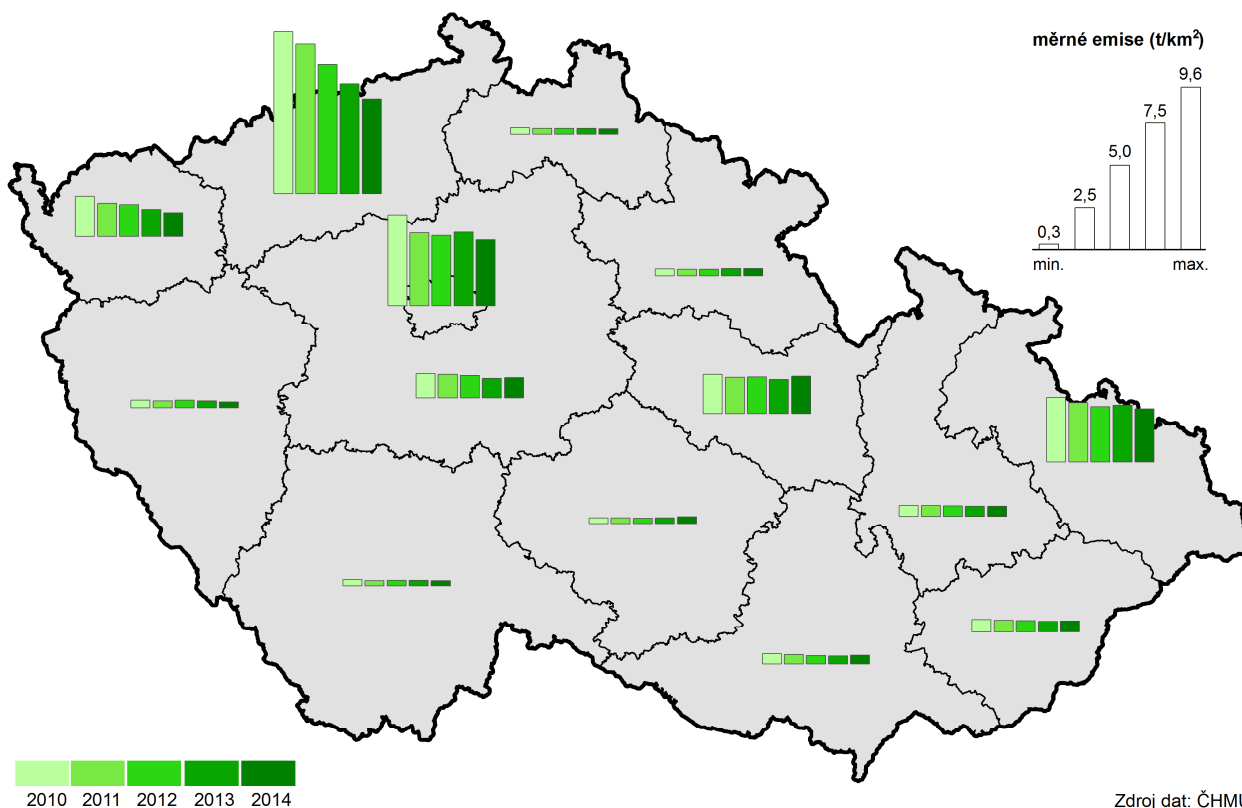 měrné emise (t/km²)
9,6
7,5
5,0
2,5
0,3
min. max.
2010 2011 2012 2013 2014
Zdroj dat: ČHMÚ